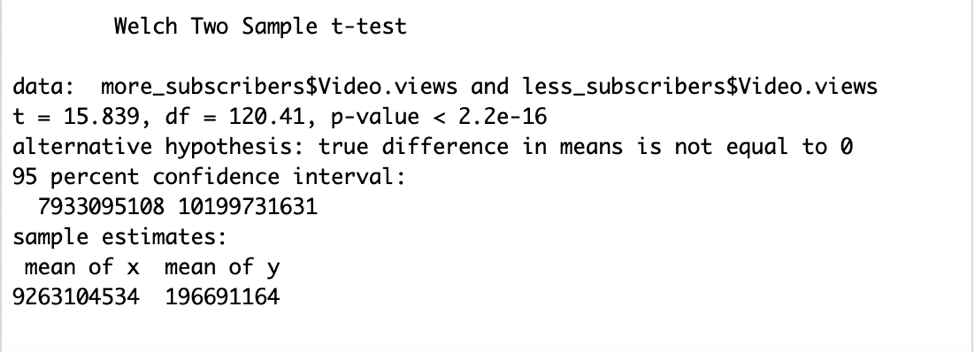 Welch Two Sample t-test
data:  more_subscribers$Video.views and less_subscribers$Video.views
t = 15.839, df = 120.41, p-value < 2.2e-16
alternative hypothesis: true difference in means is not equal to 0
95 percent confidence interval:
7933095108 10199731631
sample estimates:
mean of x  mean of y
9263104534  196691164